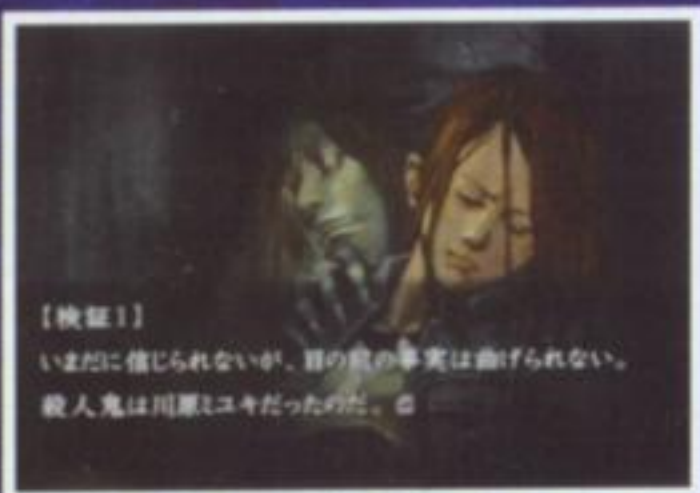 【検証1】
いまだに信じられないが、目の前の事実は曲げられない。
殺人鬼は川原ミユキだったのだ。